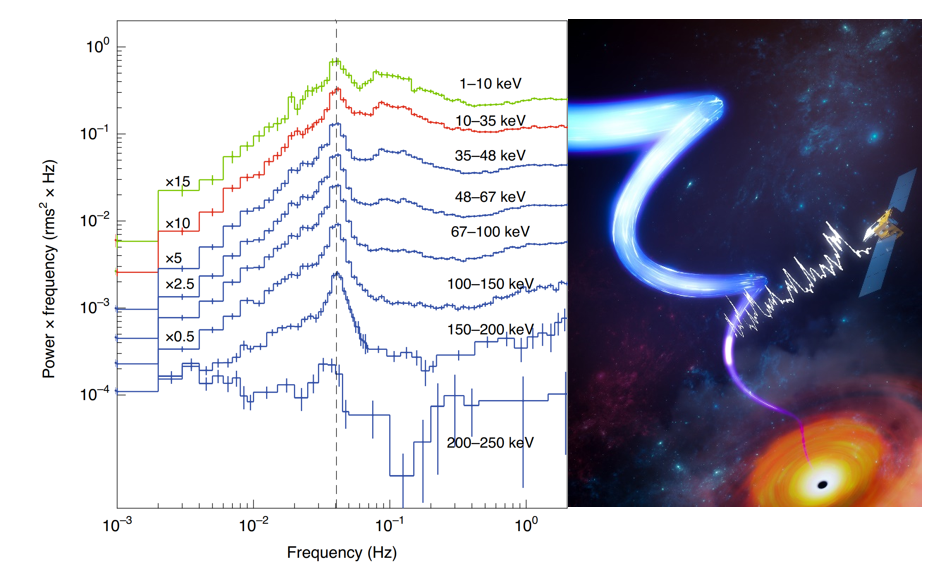 10⁰
10⁻¹
10⁻²
10⁻³
10⁻⁴
Power × frequency (rms² × Hz)
1–10 keV
10–35 keV
35–48 keV
48–67 keV
67–100 keV
100–150 keV
150–200 keV
200–250 keV
×15
×10
×5
×2.5
×0.5
10⁻³
10⁻²
10⁻¹
10⁰
Frequency (Hz)